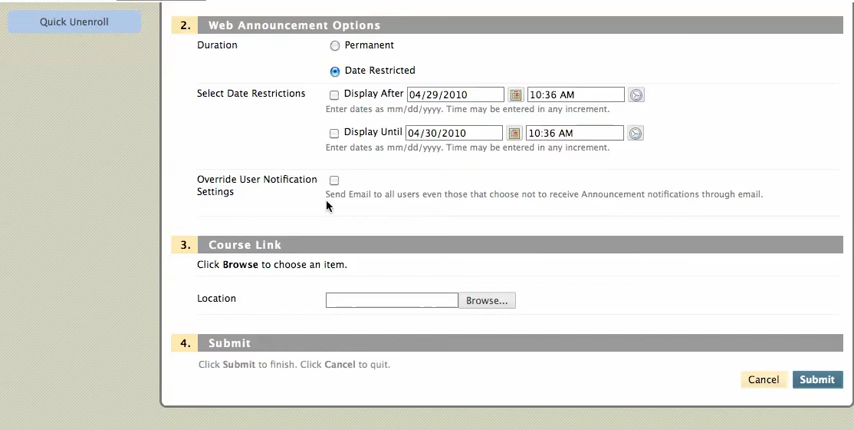 Quick Unenroll
2. Web Announcement Options
Duration Permanent
Date Restricted
Select Date Restrictions Display After 04/29/2010 10:36 AM
Enter dates as mm/dd/yyyy. Time may be entered in any increment.
Display Until 04/30/2010 10:36 AM
Enter dates as mm/dd/yyyy. Time may be entered in any increment.
Override User Notification
Settings
Send Email to all users even those that choose not to receive Announcement notifications through email.
3. Course Link
Click Browse to choose an item.
Location Browse...
4. Submit
Click Submit to finish. Click Cancel to quit.
Cancel Submit